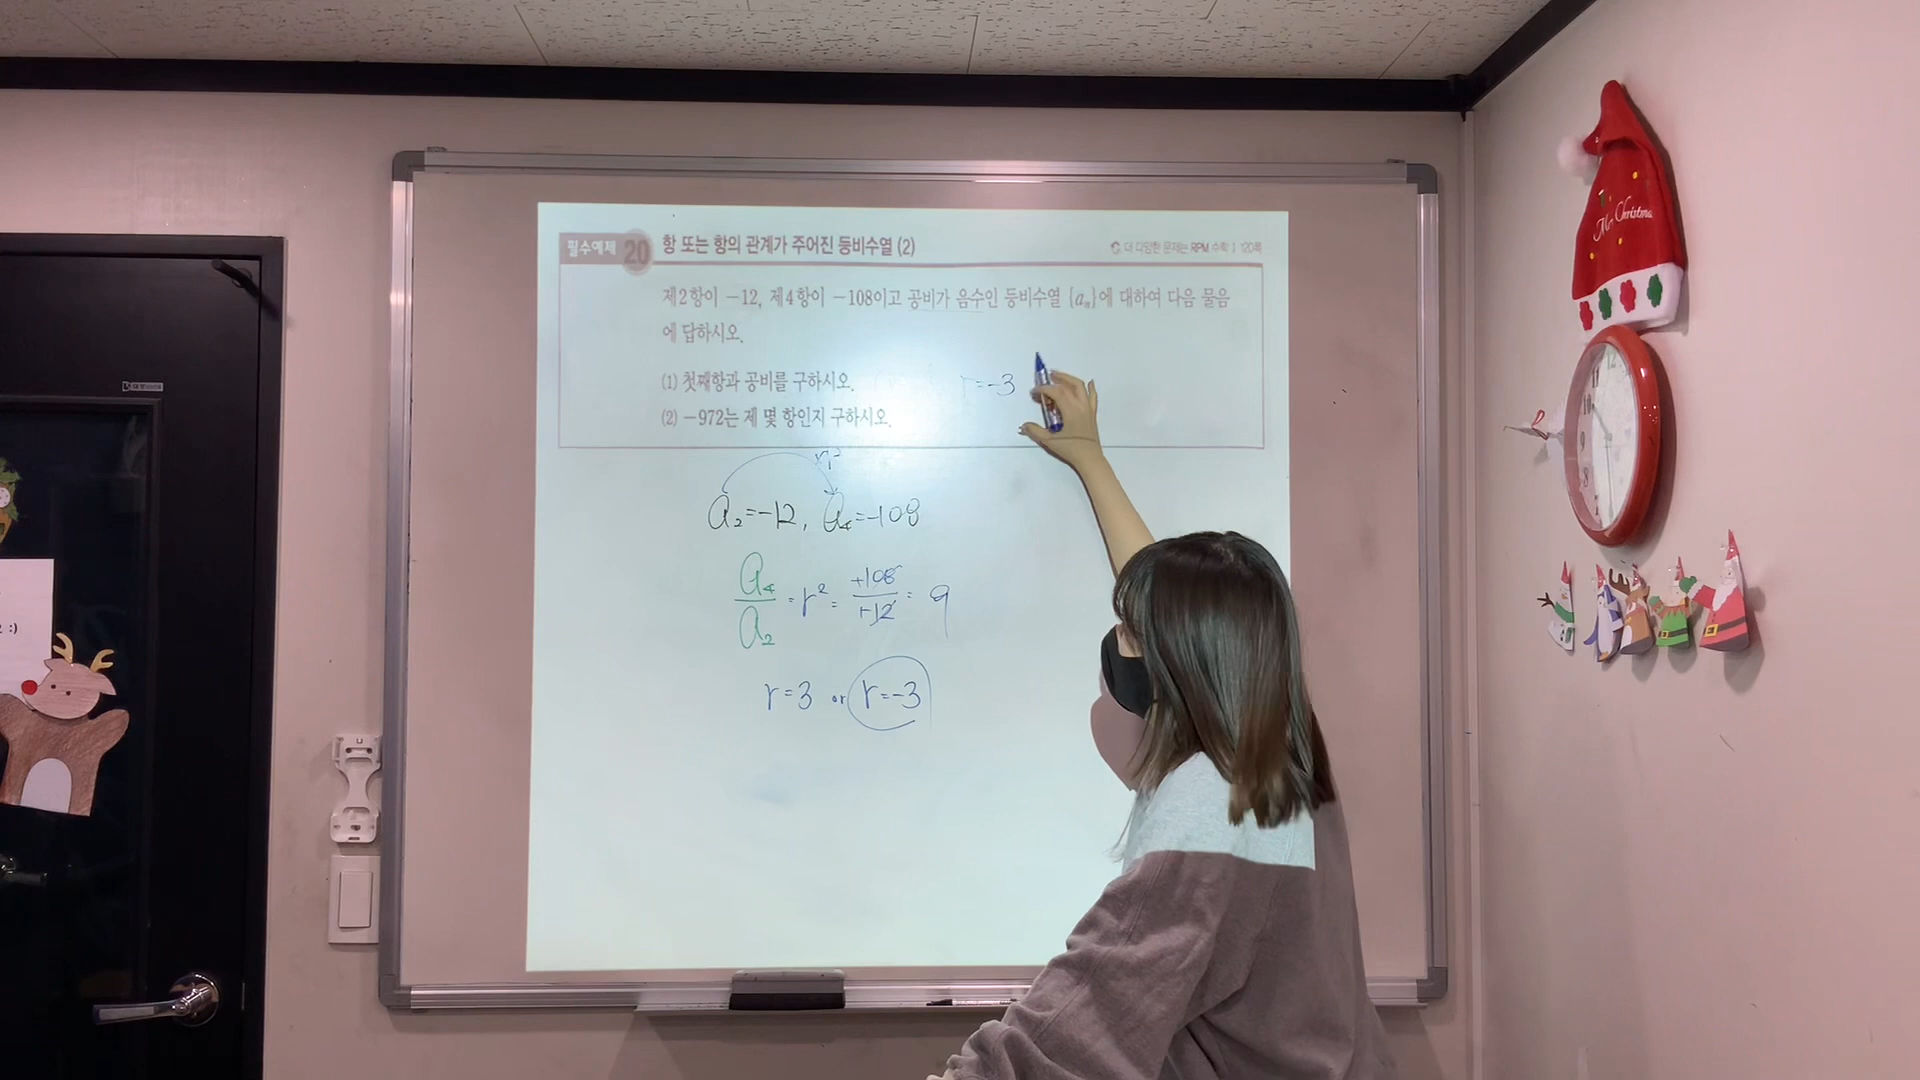 필수예제 20 항 또는 항의 관계가 주어진 등비수열 (2)
더 다양한 문제는 RPM 수학 I 120쪽
제2항이 -12, 제4항이 -108이고 공비가 음수인 등비수열 {aₙ}에 대하여 다음 물음
에 답하시오.
(1) 첫째항과 공비를 구하시오.
r=-3
(2) -972는 제 몇 항인지 구하시오.
×r²
a₂=-12, a₄=-108
a₄/a₂ = r² = +108/+12 = 9
r=3 or r=-3
Christmas
:)